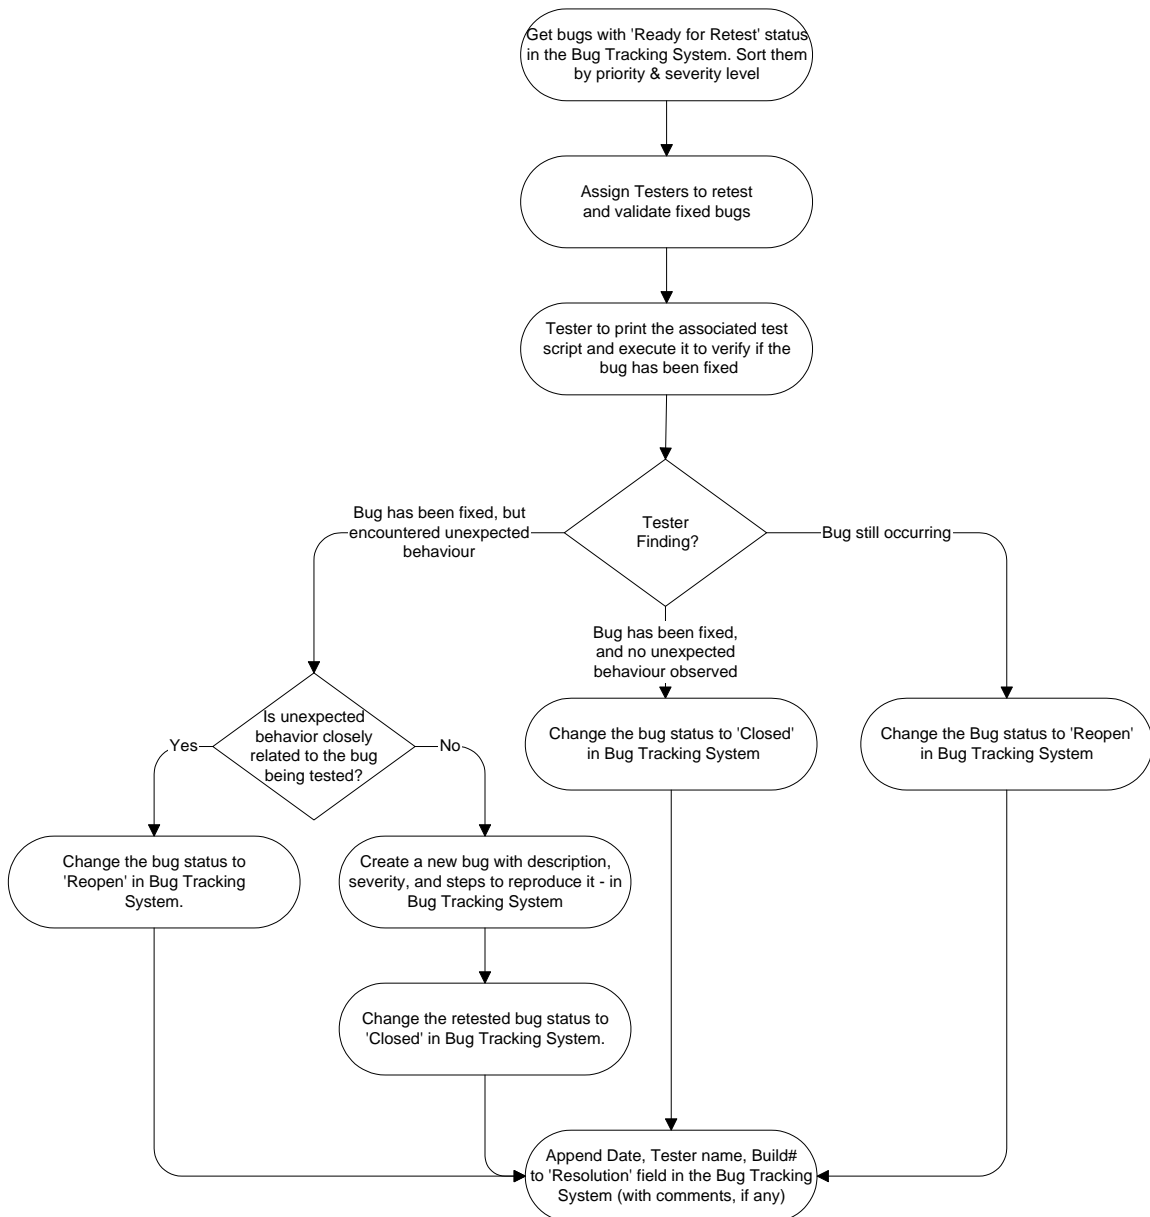 Get bugs with 'Ready for Retest' status
in the Bug Tracking System. Sort them
by priority & severity level
Assign Testers to retest
and validate fixed bugs
Tester to print the associated test
script and execute it to verify if the
bug has been fixed
Bug has been fixed, but
encountered unexpected
behaviour
Tester
Finding?
Bug still occurring
Bug has been fixed,
and no unexpected
behaviour observed
Is unexpected
behavior closely
related to the bug
being tested?
Yes
No
Change the bug status to 'Closed'
in Bug Tracking System
Change the Bug status to 'Reopen'
in Bug Tracking System
Change the bug status to
'Reopen' in Bug Tracking
System.
Create a new bug with description,
severity, and steps to reproduce it - in
Bug Tracking System
Change the retested bug status to
'Closed' in Bug Tracking System.
Append Date, Tester name, Build#
to 'Resolution' field in the Bug Tracking
System (with comments, if any)